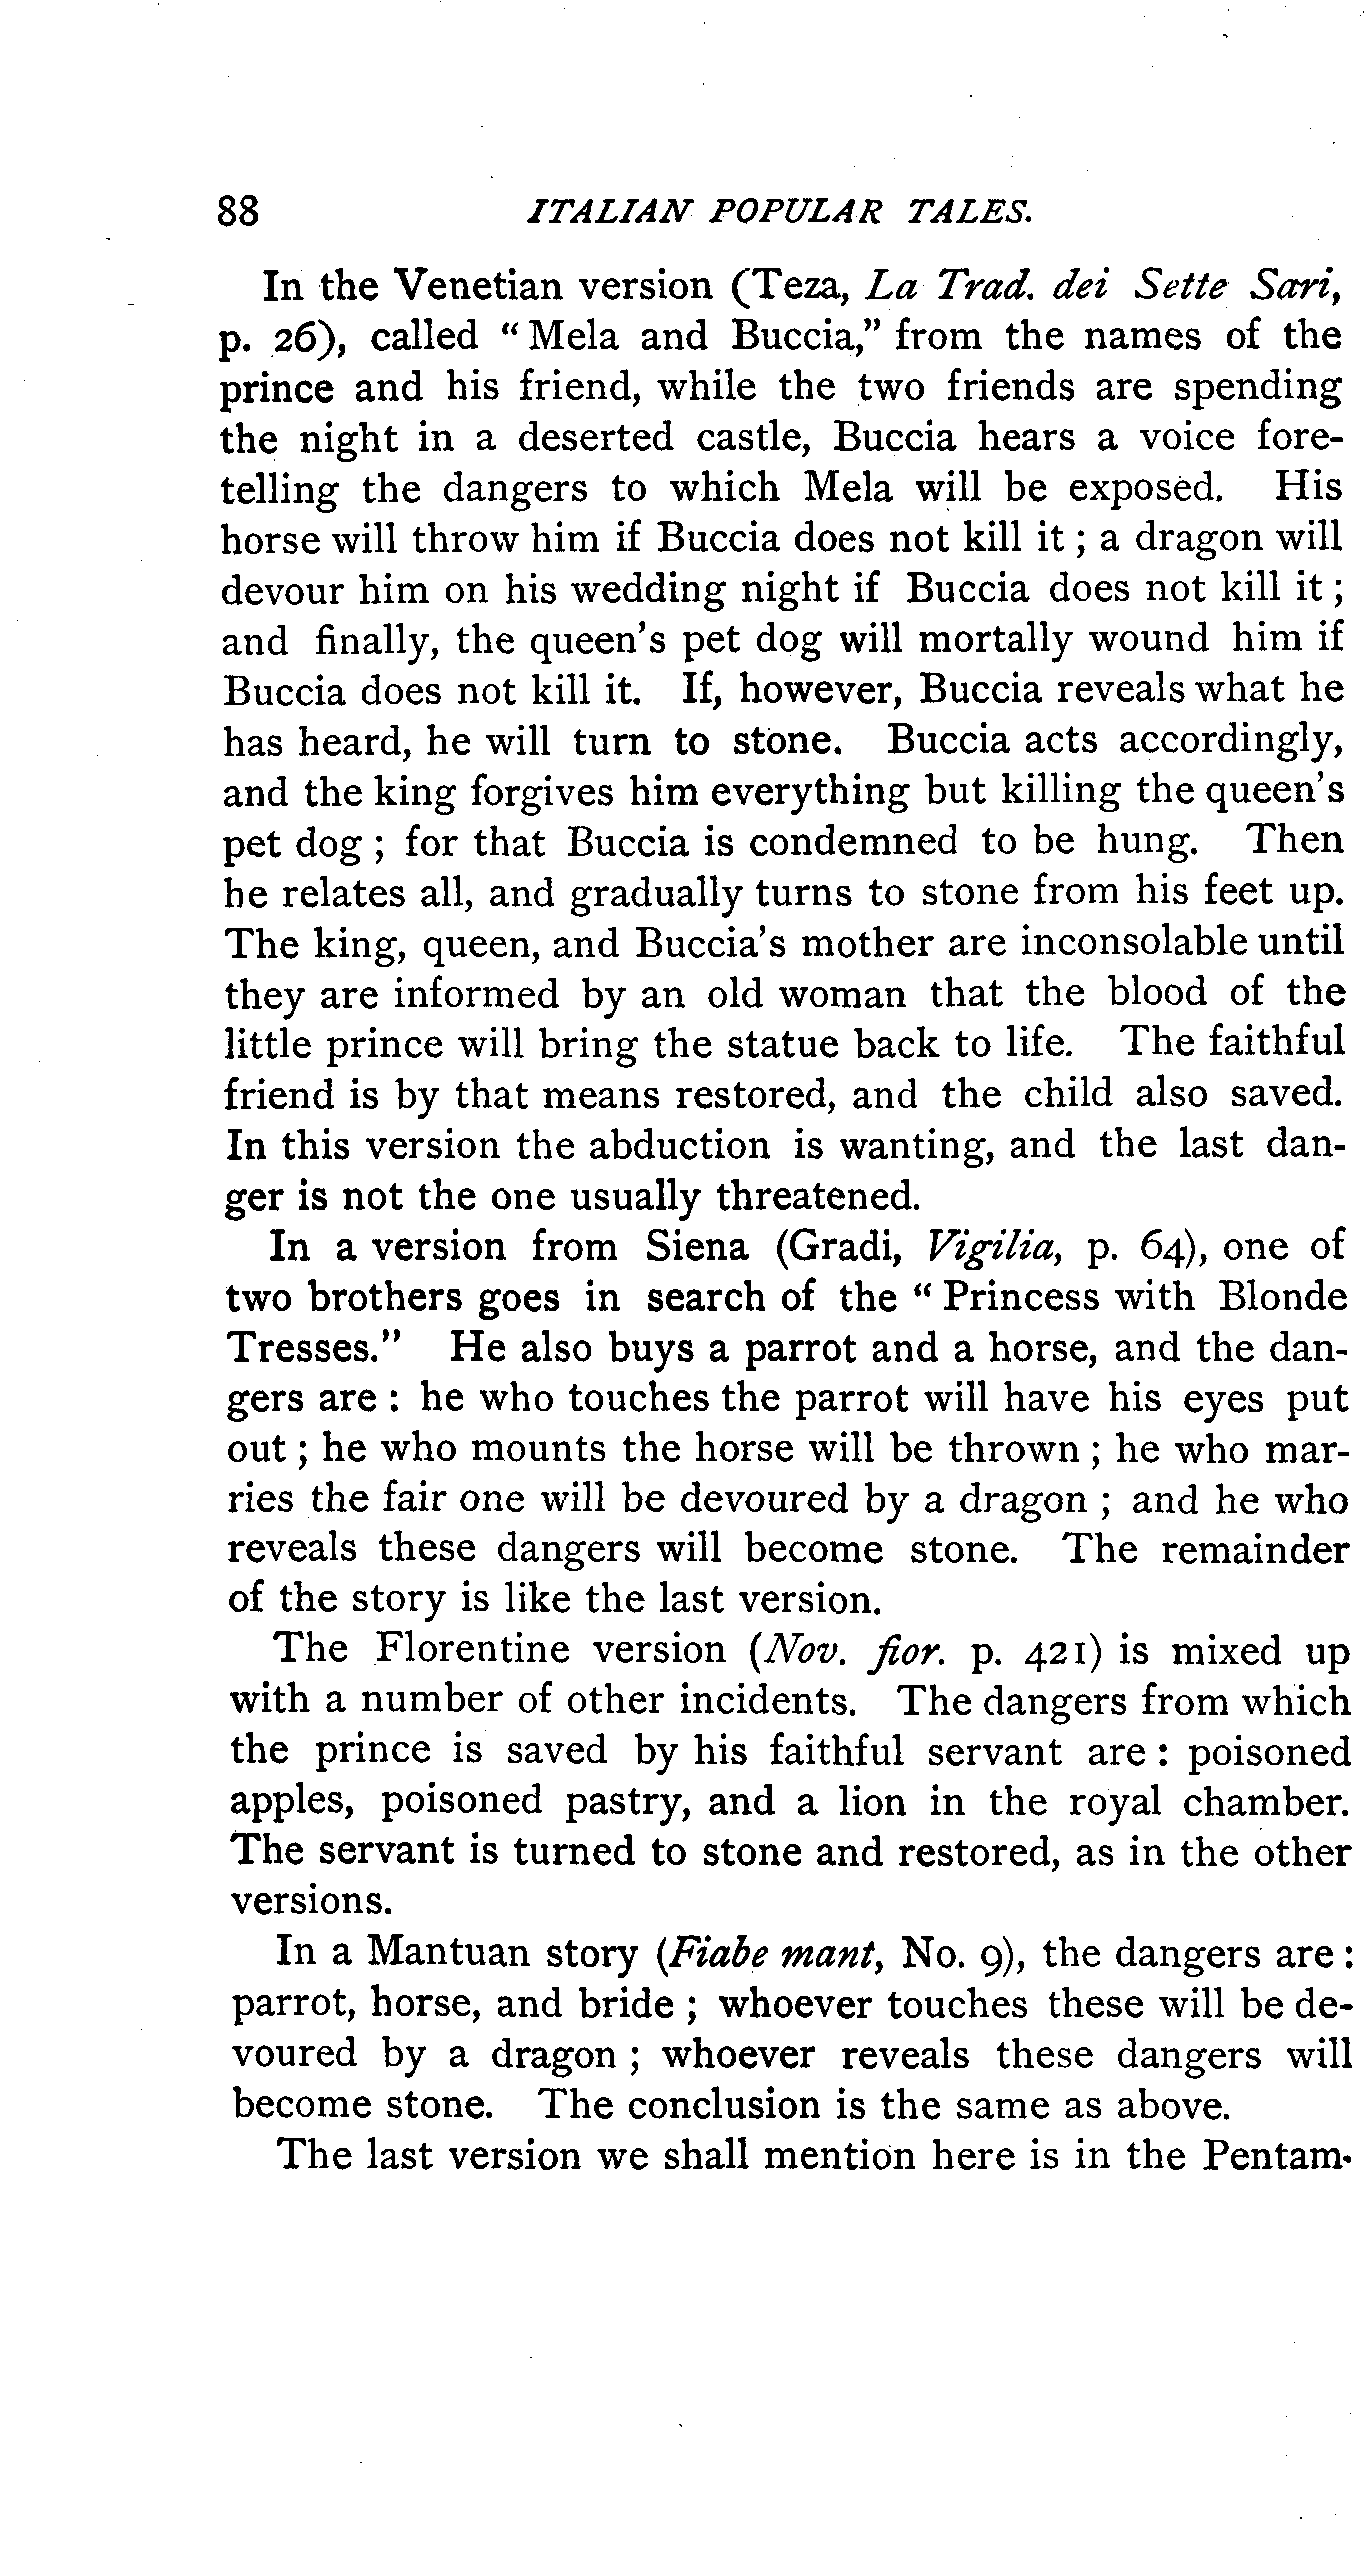 88 ITALIAN POPULAR TALES.
In the Venetian version (Teza, La Trad. dei Sette Sari,
p. 26), called “Mela and Buccia,” from the names of the
prince and his friend, while the two friends are spending
the night in a deserted castle, Buccia hears a voice fore-
telling the dangers to which Mela will be exposed. His
horse will throw him if Buccia does not kill it ; a dragon will
devour him on his wedding night if Buccia does not kill it ;
and finally, the queen's pet dog will mortally wound him if
Buccia does not kill it. If, however, Buccia reveals what he
has heard, he will turn to stone. Buccia acts accordingly,
and the king forgives him everything but killing the queen's
pet dog ; for that Buccia is condemned to be hung. Then
he relates all, and gradually turns to stone from his feet up.
The king, queen, and Buccia's mother are inconsolable until
they are informed by an old woman that the blood of the
little prince will bring the statue back to life. The faithful
friend is by that means restored, and the child also saved.
In this version the abduction is wanting, and the last dan-
ger is not the one usually threatened.
In a version from Siena (Gradi, Vigilia, p. 64), one of
two brothers goes in search of the “ Princess with Blonde
Tresses.” He also buys a parrot and a horse, and the dan-
gers are : he who touches the parrot will have his eyes put
out ; he who mounts the horse will be thrown ; he who mar-
ries the fair one will be devoured by a dragon ; and he who
reveals these dangers will become stone. The remainder
of the story is like the last version.
The Florentine version (Nov. fior. p. 421) is mixed up
with a number of other incidents. The dangers from which
the prince is saved by his faithful servant are : poisoned
apples, poisoned pastry, and a lion in the royal chamber.
The servant is turned to stone and restored, as in the other
versions.
In a Mantuan story (Fiabe mant, No. 9), the dangers are :
parrot, horse, and bride ; whoever touches these will be de-
voured by a dragon ; whoever reveals these dangers will
become stone. The conclusion is the same as above.
The last version we shall mention here is in the Pentam-